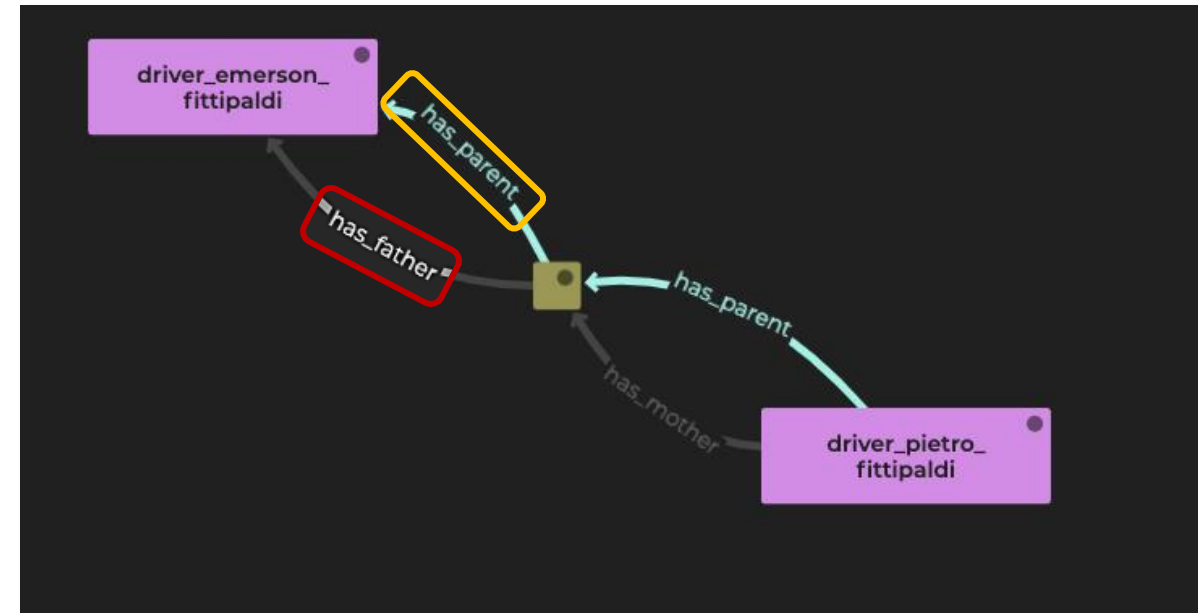 driver_emerson_
fittipaldi
has_parent
has_father
has_parent
has_mother
driver_pietro_
fittipaldi